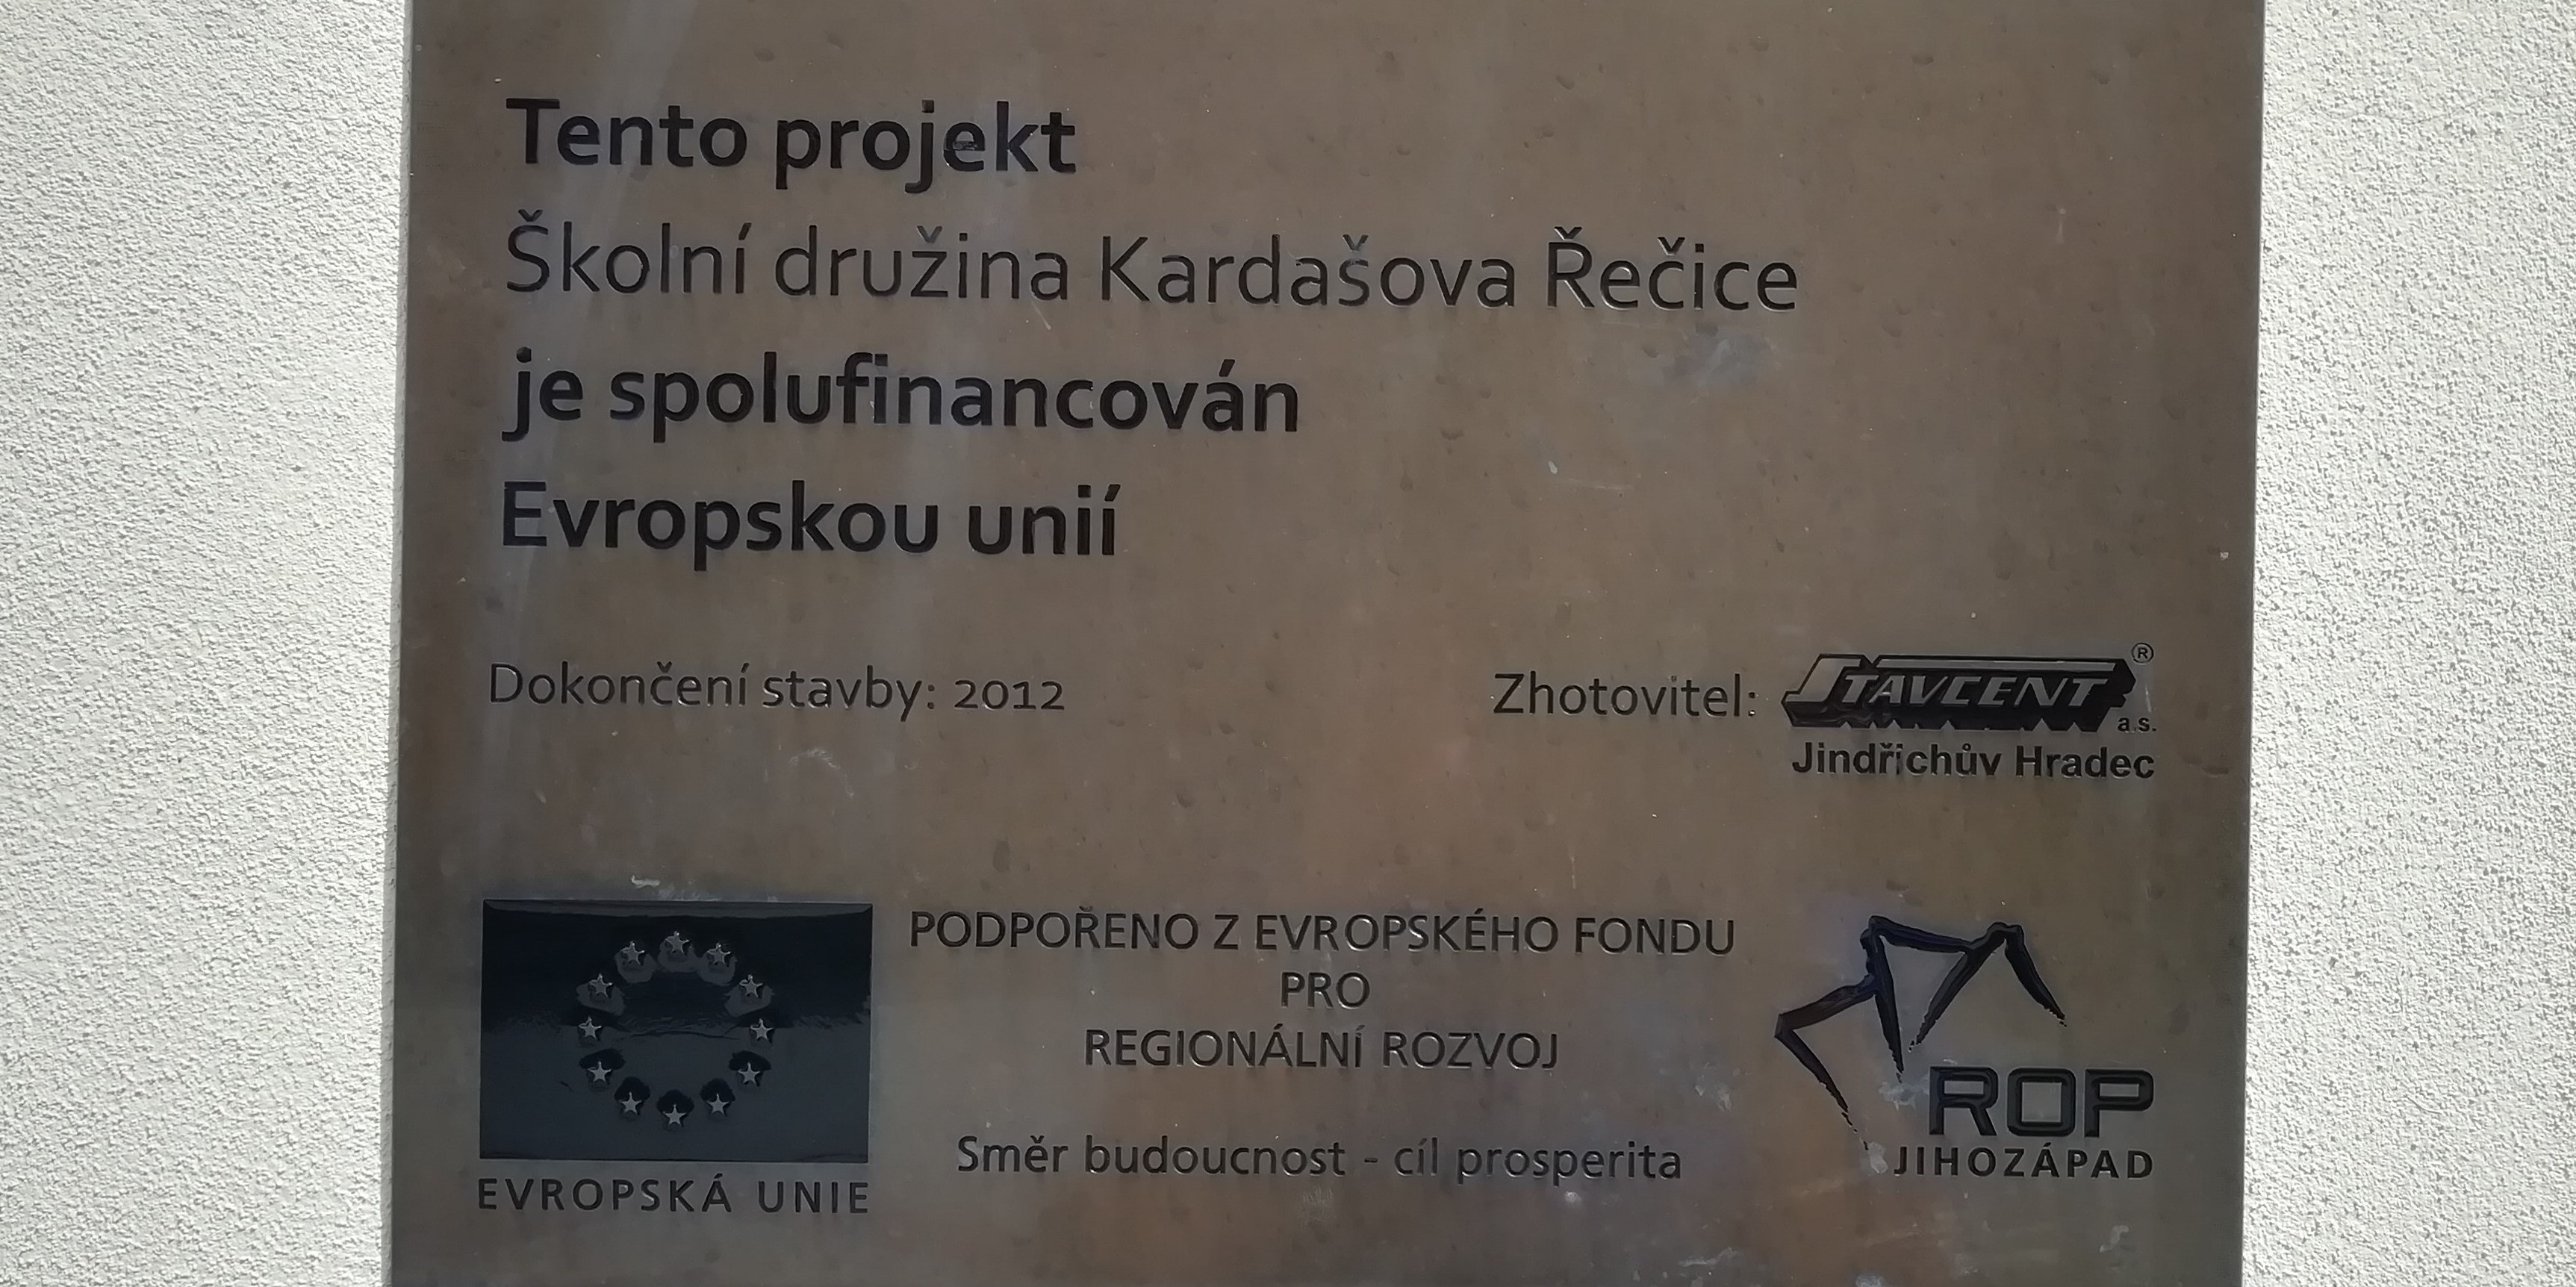 Tento projekt
Školní družina Kardašova Řečice
je spolufinancován
Evropskou unií
Dokončení stavby: 2012
Zhotovitel: STAVCENT ®
a.s.
Jindřichův Hradec
PODPOŘENO Z EVROPSKÉHO FONDU
PRO
REGIONÁLNÍ ROZVOJ
Směr budoucnost - cíl prosperita
EVROPSKÁ UNIE
ROP
JIHOZÁPAD